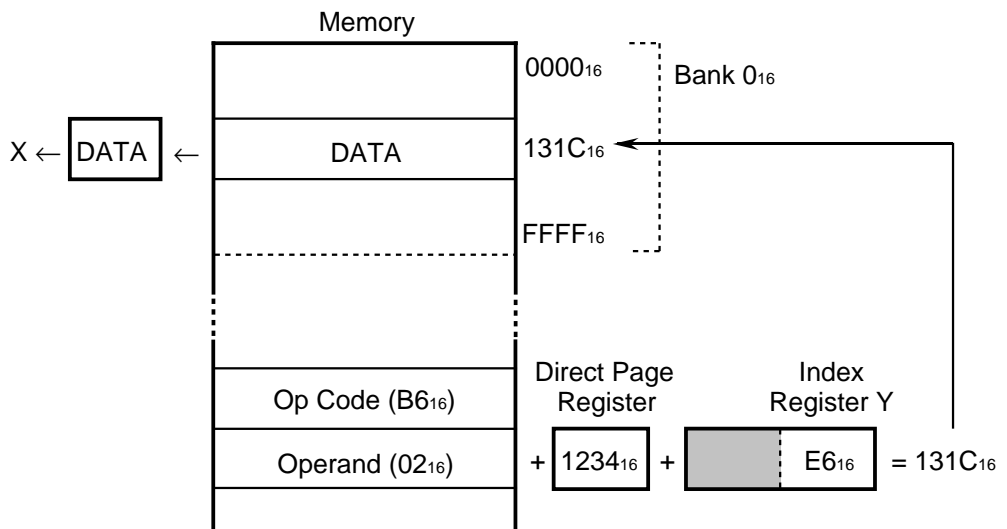 Memory
0000₁₆
Bank 0₁₆
X ← DATA ← DATA 131C₁₆
FFFF₁₆
Direct Page Register
Index Register Y
Op Code (B6₁₆)
Operand (02₁₆) + 1234₁₆ + E6₁₆ = 131C₁₆